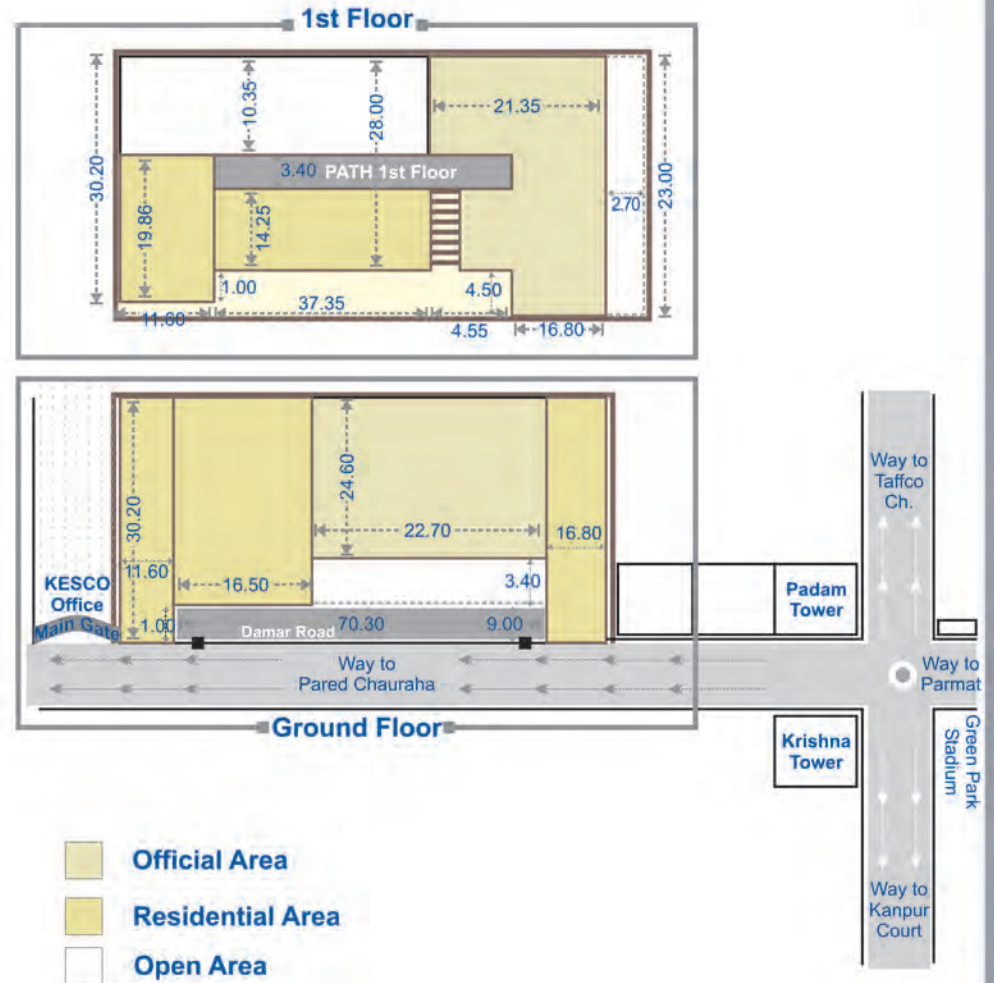 1st Floor
10.35
28.00
21.35
30.20
3.40 PATH 1st Floor
19.86
14.25
2.70
23.00
1.00
37.35
4.50
11.60
4.55
16.80
30.20
24.60
22.70
16.80
11.60
16.50
3.40
KESCO
Office
Main Gate
1.00
Damar Road
70.30
9.00
Way to
Pared Chauraha
Ground Floor
Way to
Taffco
Ch.
Padam
Tower
Way to
Parmat
Krishna
Tower
Green Park
Stadium
Way to
Kanpur
Court
Official Area
Residential Area
Open Area